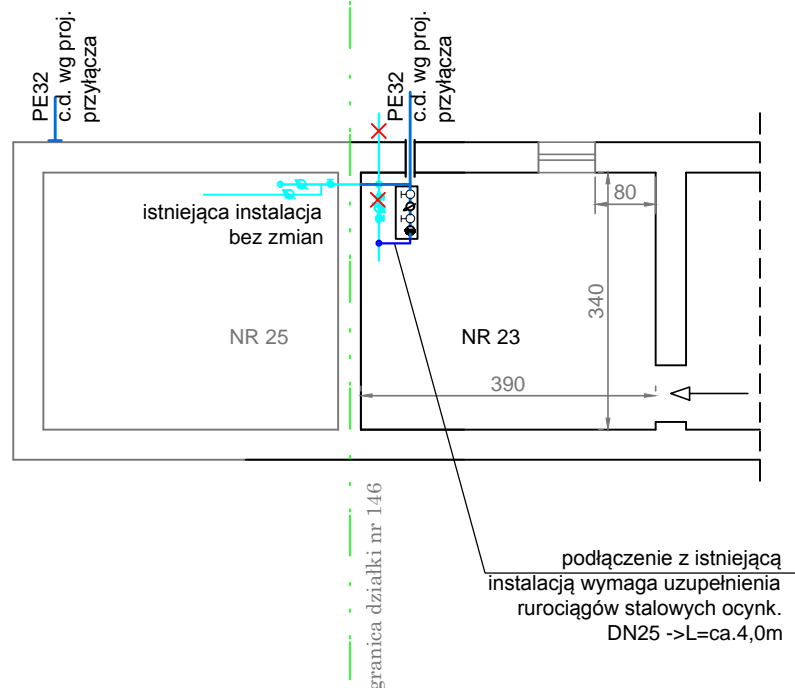 PE32
c.d. wg proj.
przyłącza
PE32
c.d. wg proj.
przyłącza
istniejąca instalacja
bez zmian
80
340
NR 25
NR 23
390
granica działki nr 146
podłączenie z istniejącą
instalacją wymaga uzupełnienia
rurociągów stalowych ocynk.
DN25 ->L=ca.4,0m